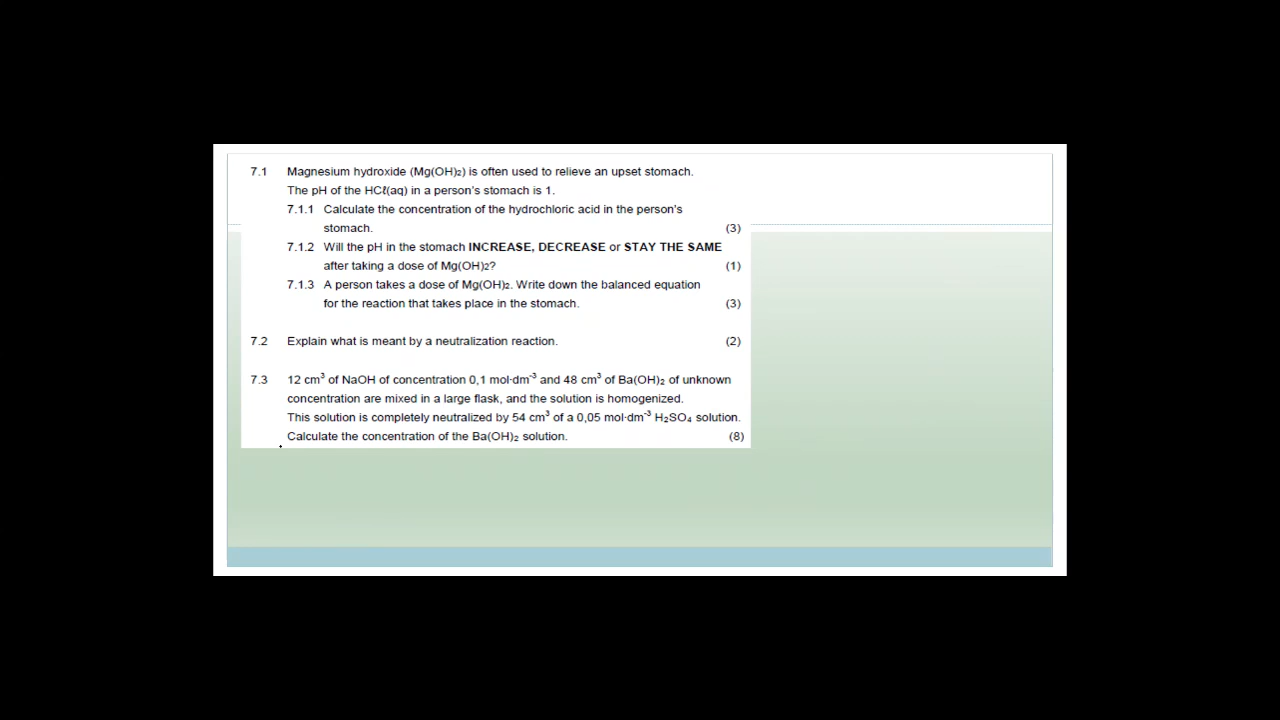 7.1 Magnesium hydroxide (Mg(OH)₂) is often used to relieve an upset stomach.
The pH of the HCℓ(aq) in a person's stomach is 1.
7.1.1 Calculate the concentration of the hydrochloric acid in the person's
stomach. (3)
7.1.2 Will the pH in the stomach INCREASE, DECREASE or STAY THE SAME
after taking a dose of Mg(OH)₂? (1)
7.1.3 A person takes a dose of Mg(OH)₂. Write down the balanced equation
for the reaction that takes place in the stomach. (3)
7.2 Explain what is meant by a neutralization reaction. (2)
7.3 12 cm³ of NaOH of concentration 0,1 mol·dm⁻³ and 48 cm³ of Ba(OH)₂ of unknown
concentration are mixed in a large flask, and the solution is homogenized.
This solution is completely neutralized by 54 cm³ of a 0,05 mol·dm⁻³ H₂SO₄ solution.
Calculate the concentration of the Ba(OH)₂ solution. (8)